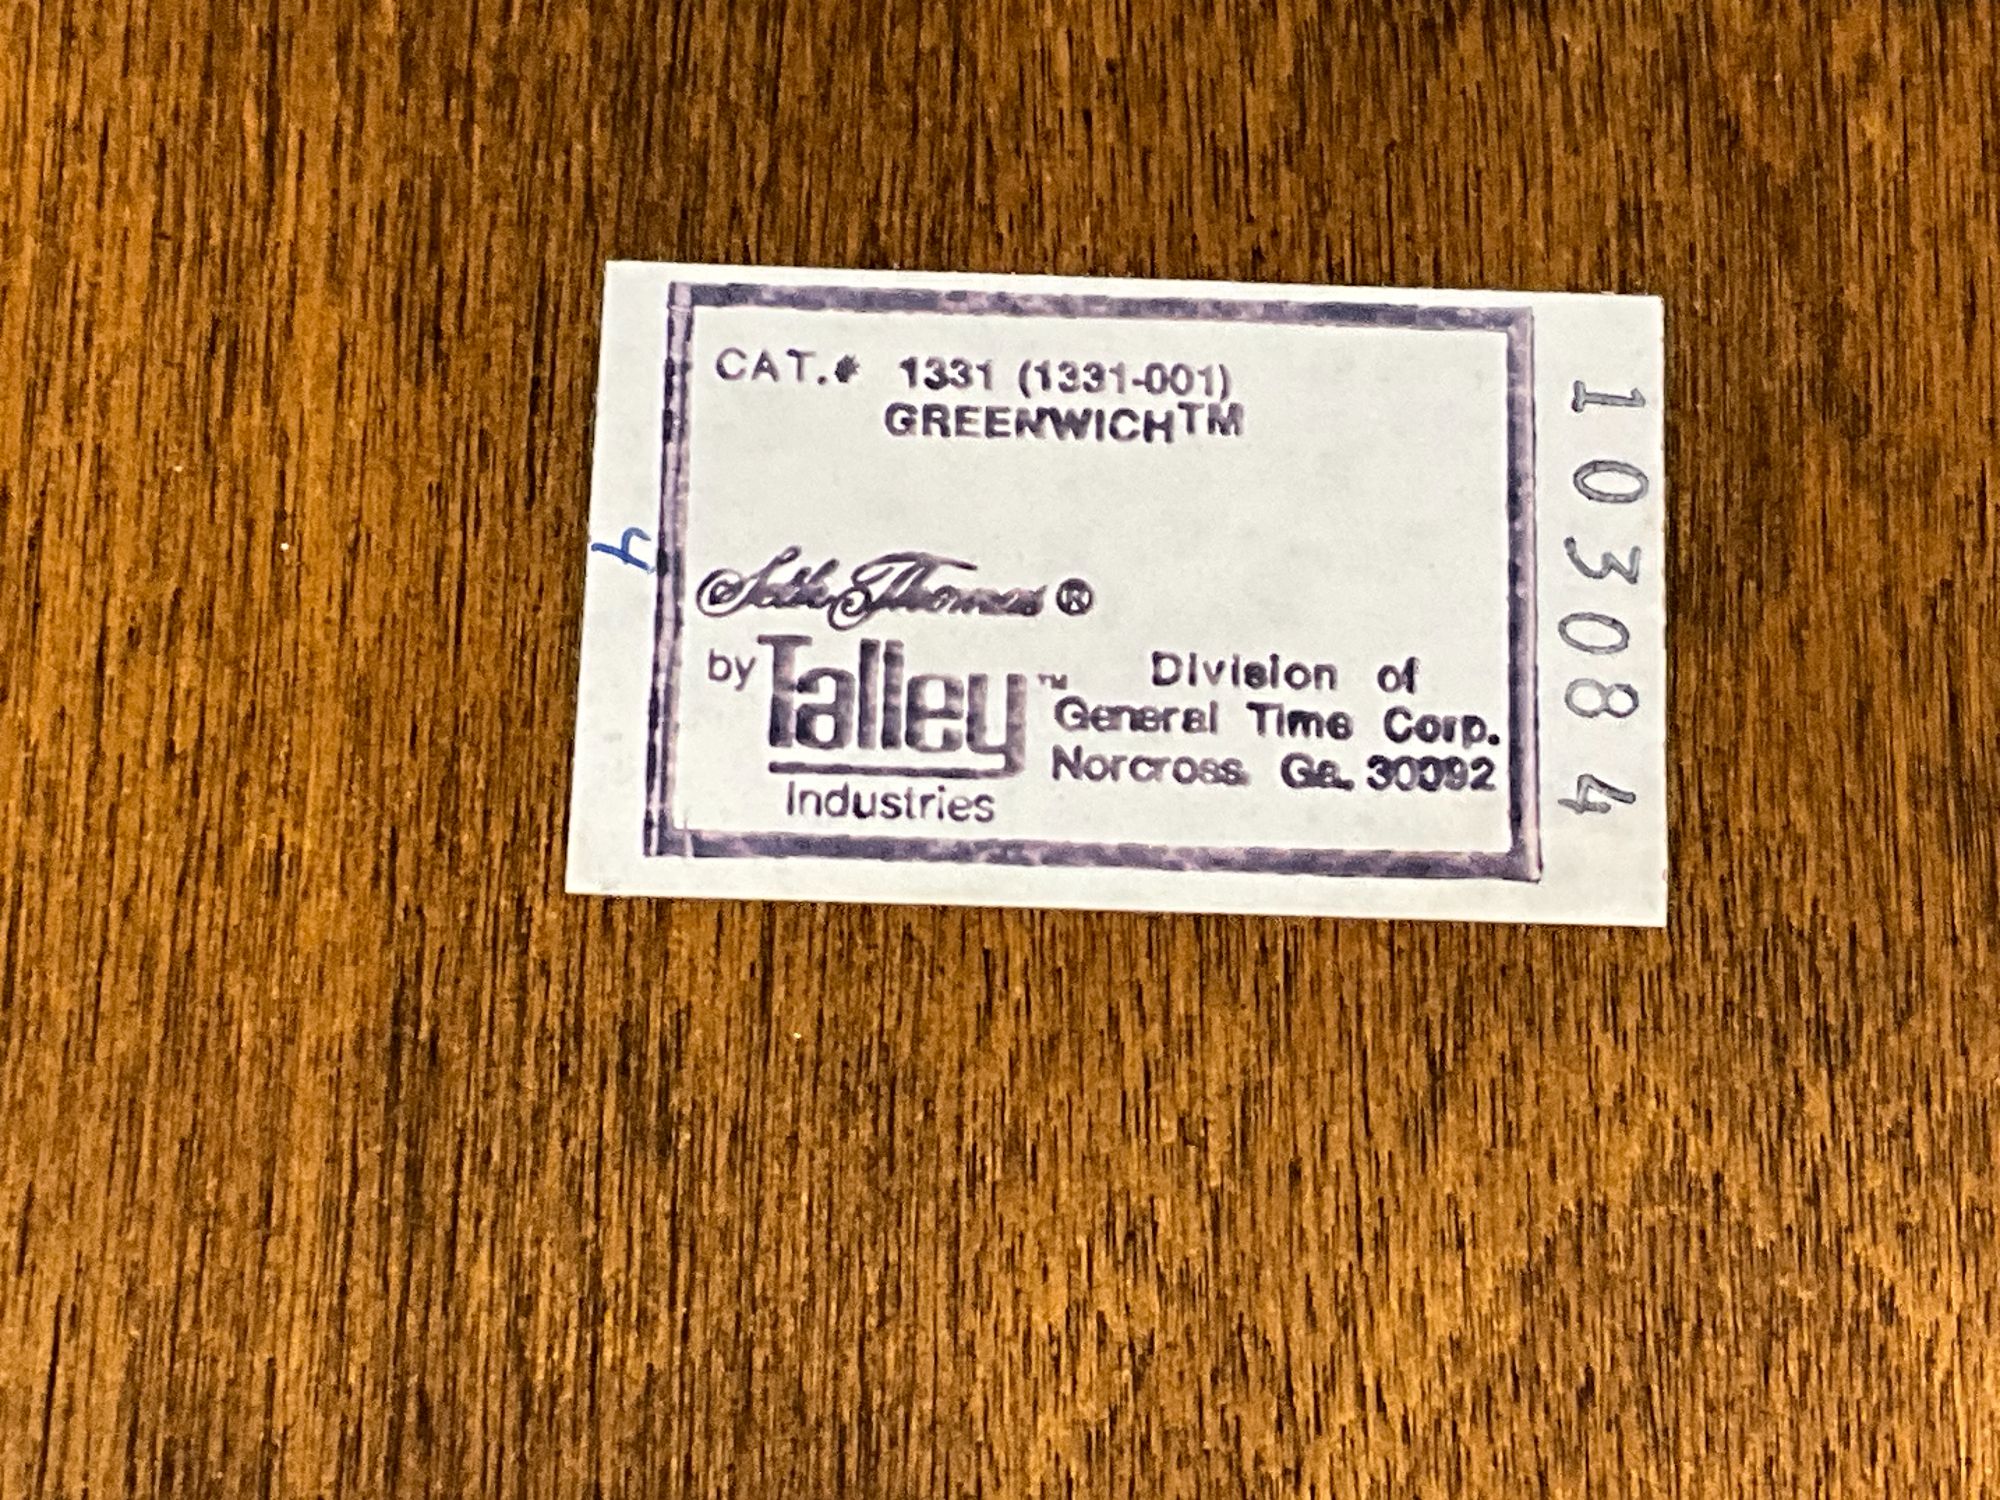 CAT.# 1331 (1331-001)
GREENWICH™
Seth Thomas®
by Talley™
Industries
Division of
General Time Corp.
Norcross Ga. 30092
103084
4